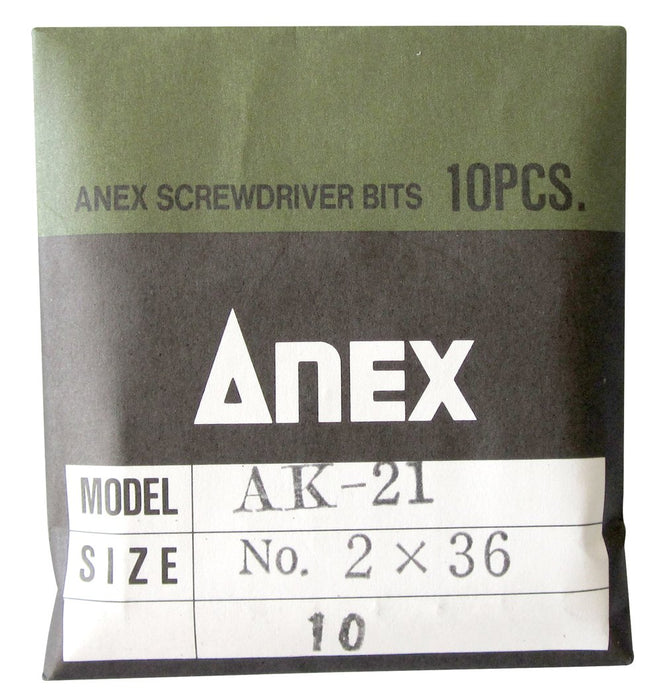 ANEX SCREWDRIVER BITS 10PCS.
ANEX
MODEL AK-21
SIZE No. 2 × 36
10